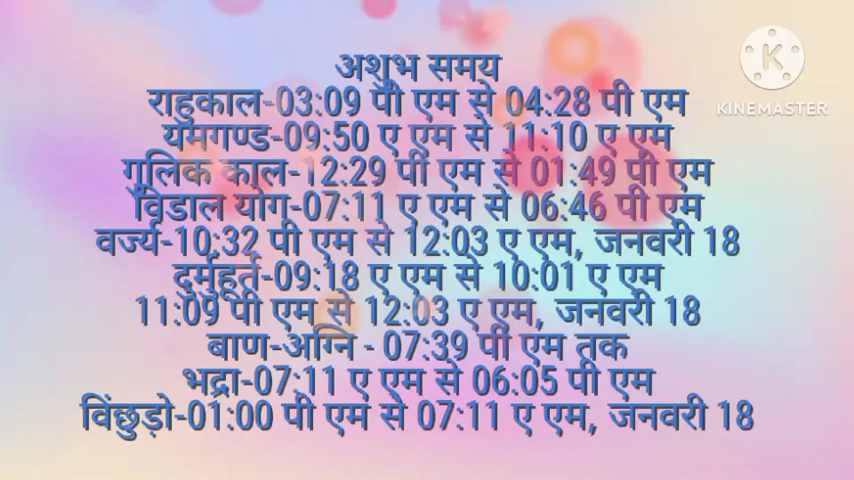 अशुभ समय
राहुकाल-03:09 पी एम से 04:28 पी एम
यमगण्ड-09:50 ए एम से 11:10 ए एम
गुलिक काल-12:29 पी एम से 01:49 पी एम
विडाल योग-07:11 ए एम से 06:46 पी एम
वर्ज्य-10:32 पी एम से 12:03 ए एम, जनवरी 18
दुर्मुहूर्त-09:18 ए एम से 10:01 ए एम
11:09 पी एम से 12:03 ए एम, जनवरी 18
बाण-अग्नि - 07:39 पी एम तक
भद्रा-07:11 ए एम से 06:05 पी एम
विंछुड़ो-01:00 पी एम से 07:11 ए एम, जनवरी 18
K
KINEMASTER